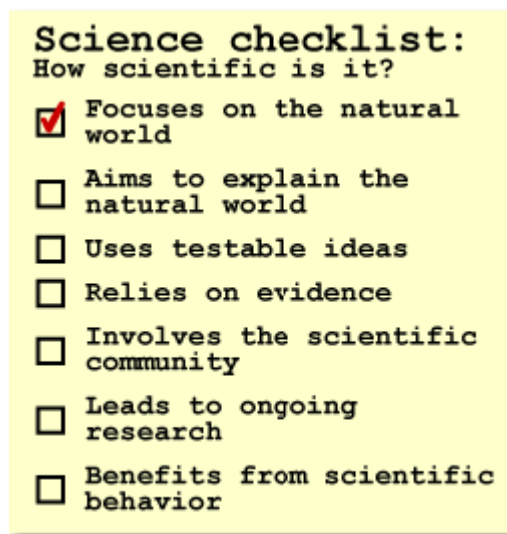 Science checklist:
How scientific is it?
Focuses on the natural
world
Aims to explain the
natural world
Uses testable ideas
Relies on evidence
Involves the scientific
community
Leads to ongoing
research
Benefits from scientific
behavior